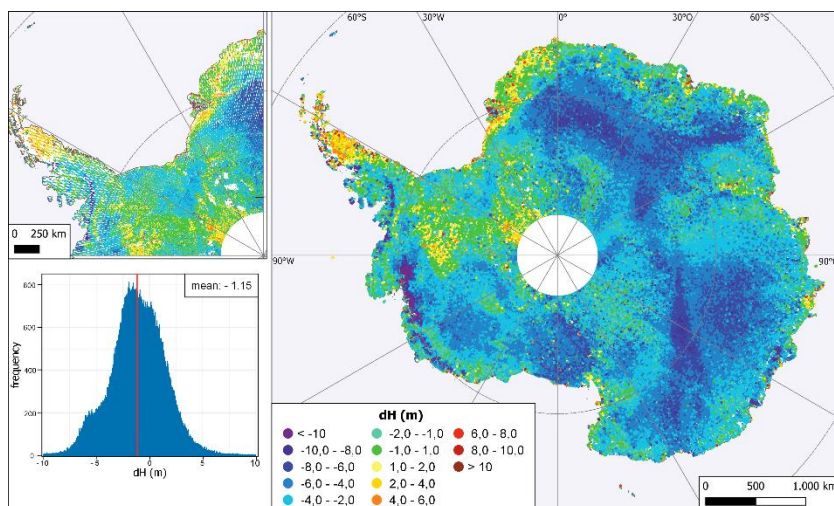 60°S 30°W 0° 30°O 60°S
0 250 km
90°W
90°
mean: - 1.15
800
600
400
200
0
frequency
-10 -5 0 5 10
dH (m)
dH (m)
< -10 -2,0 - -1,0 6,0 - 8,0
-10,0 - -8,0 -1,0 - 1,0 8,0 - 10,0
-8,0 - -6,0 1,0 - 2,0 > 10
-6,0 - -4,0 2,0 - 4,0
-4,0 - -2,0 4,0 - 6,0
0 500 1.000 km